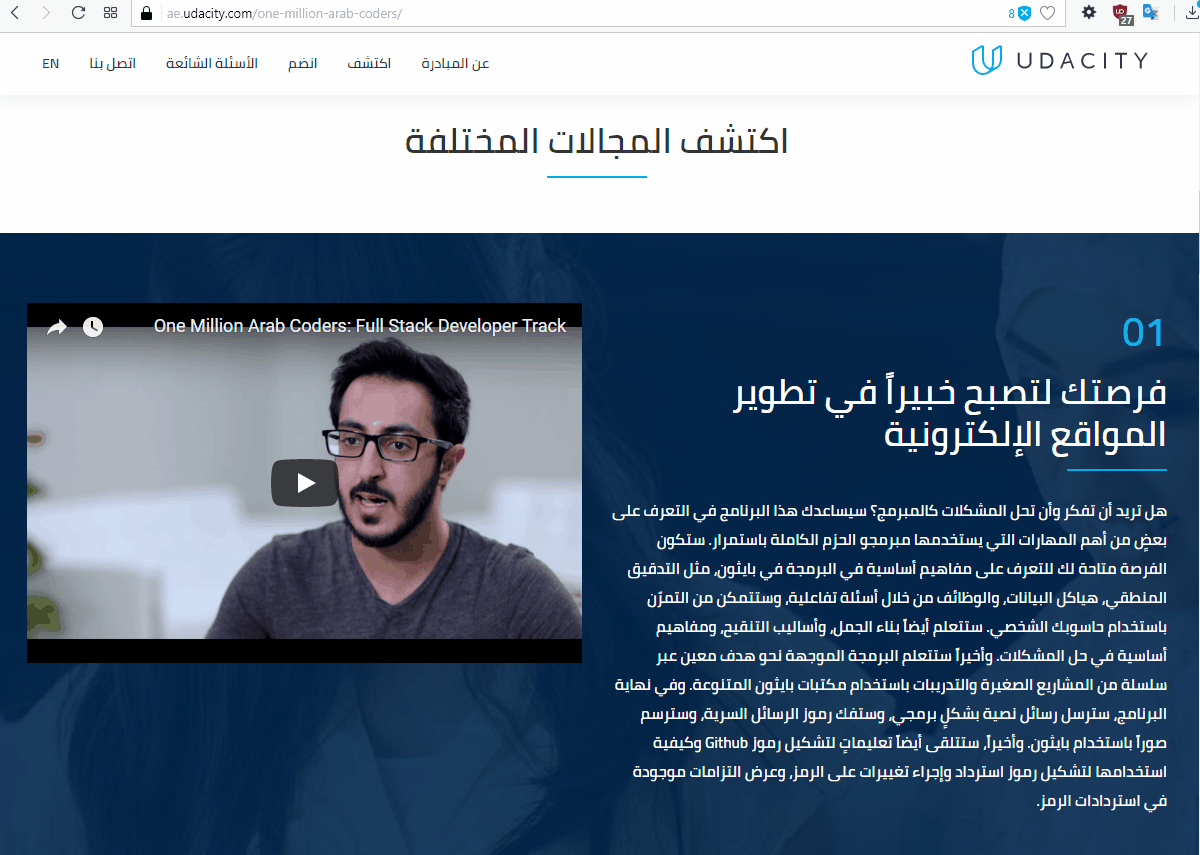 ae.udacity.com/one-million-arab-coders/
8
27
UDACITY
عن المبادرة
اكتشف
انضم
الأسئلة الشائعة
اتصل بنا
EN
اكتشف المجالات المختلفة
One Million Arab Coders: Full Stack Developer Track
01
فرصتك لتصبح خبيراً في تطوير
المواقع الإلكترونية
هل تريد أن تفكر وأن تحل المشكلات كالمبرمج؟ سيساعدك هذا البرنامج في التعرف على
بعضٍ من أهم المهارات التي يستخدمها مبرمجو الحزم الكاملة باستمرار. ستكون
الفرصة متاحة لك للتعرف على مفاهيم أساسية في البرمجة في بايثون، مثل التدقيق
المنطقي، هياكل البيانات، والوظائف من خلال أسئلة تفاعلية، وستتمكن من التمرّن
باستخدام حاسوبك الشخصي. ستتعلم أيضاً بناء الجمل، وأساليب التنقيح، ومفاهيم
أساسية في حل المشكلات. وأخيراً ستتعلم البرمجة الموجهة نحو هدف معين عبر
سلسلة من المشاريع الصغيرة والتدريبات باستخدام مكتبات بايثون المتنوعة. وفي نهاية
البرنامج، سترسل رسائل نصية بشكلٍ برمجي، وستفك رموز الرسائل السرية، وسترسم
صوراً باستخدام بايثون. وأخيراً، ستتلقى أيضاً تعليماتٍ لتشكيل رموز Github وكيفية
استخدامها لتشكيل رموز استرداد وإجراء تغييرات على الرمز، وعرض التزامات موجودة
في استردادات الرمز.